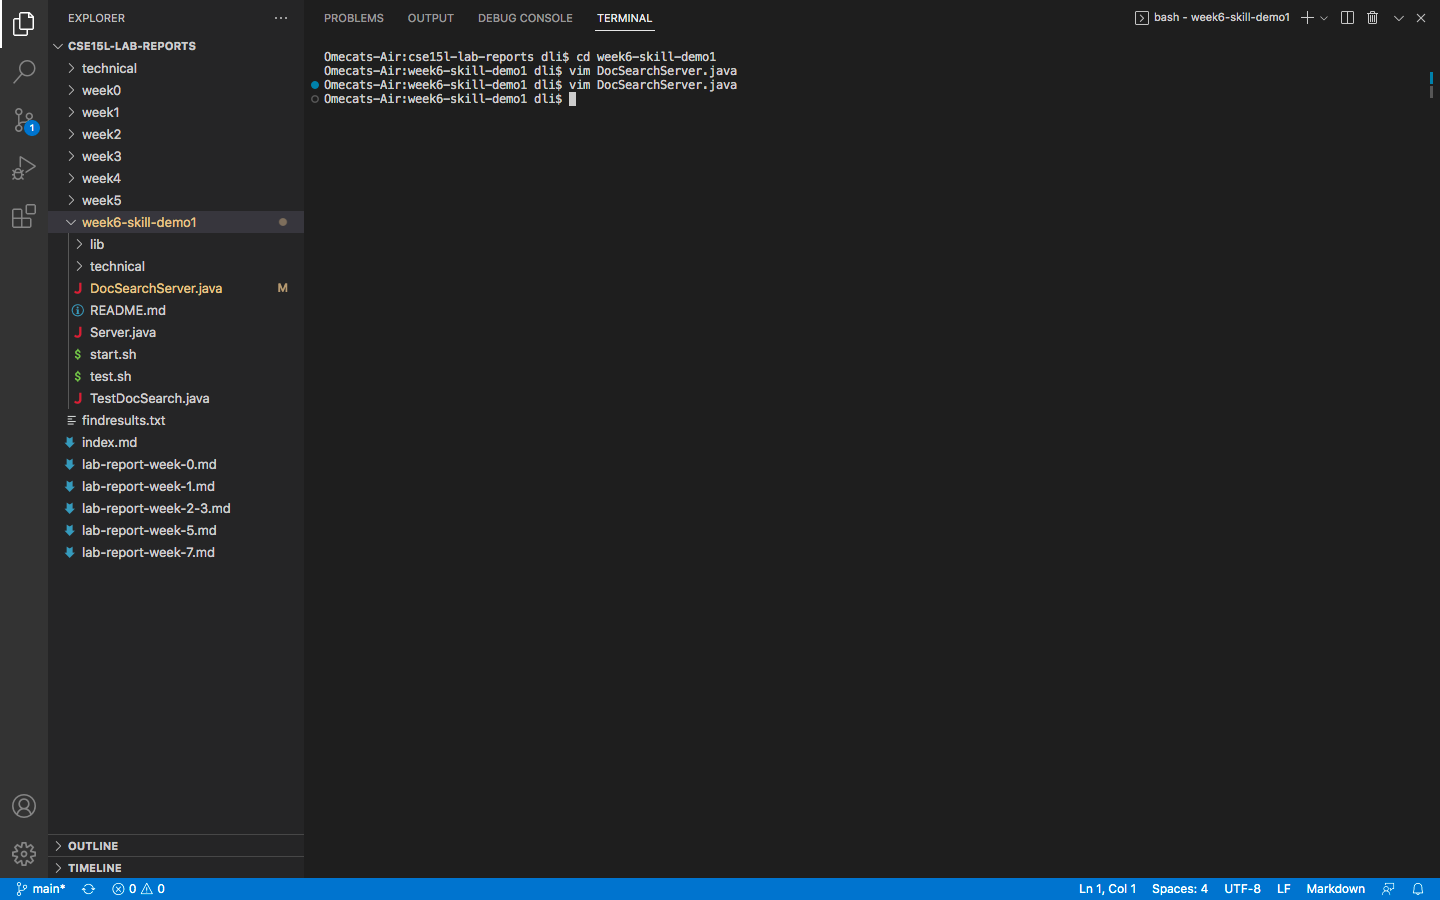 EXPLORER
CSE15L-LAB-REPORTS
technical
week0
week1
week2
week3
week4
week5
week6-skill-demo1
lib
technical
DocSearchServer.java M
README.md
Server.java
start.sh
test.sh
TestDocSearch.java
findresults.txt
index.md
lab-report-week-0.md
lab-report-week-1.md
lab-report-week-2-3.md
lab-report-week-5.md
lab-report-week-7.md
OUTLINE
TIMELINE
PROBLEMS OUTPUT DEBUG CONSOLE TERMINAL
bash - week6-skill-demo1
Omecats-Air:cse15l-lab-reports dli$ cd week6-skill-demo1
Omecats-Air:week6-skill-demo1 dli$ vim DocSearchServer.java
Omecats-Air:week6-skill-demo1 dli$ vim DocSearchServer.java
Omecats-Air:week6-skill-demo1 dli$
1
main* 0 0 Ln 1, Col 1 Spaces: 4 UTF-8 LF Markdown